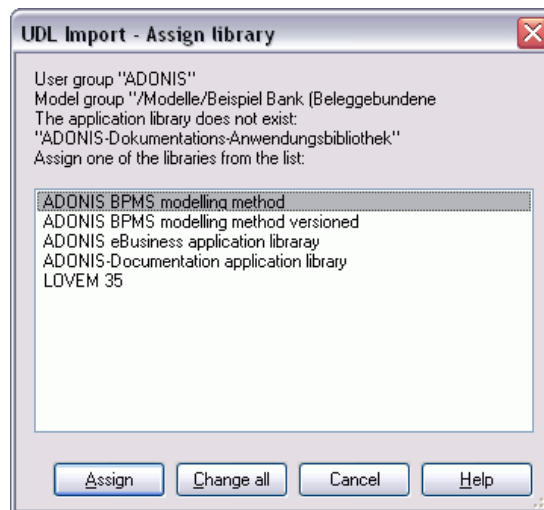 UDL Import - Assign library
User group "ADONIS"
Model group "/Modelle/Beispiel Bank (Beleggebundene
The application library does not exist:
"ADONIS-Dokumentations-Anwendungsbibliothek"
Assign one of the libraries from the list:
ADONIS BPMS modelling method
ADONIS BPMS modelling method versioned
ADONIS eBusiness application libraray
ADONIS-Documentation application library
LOVEM 35
Assign Change all Cancel Help